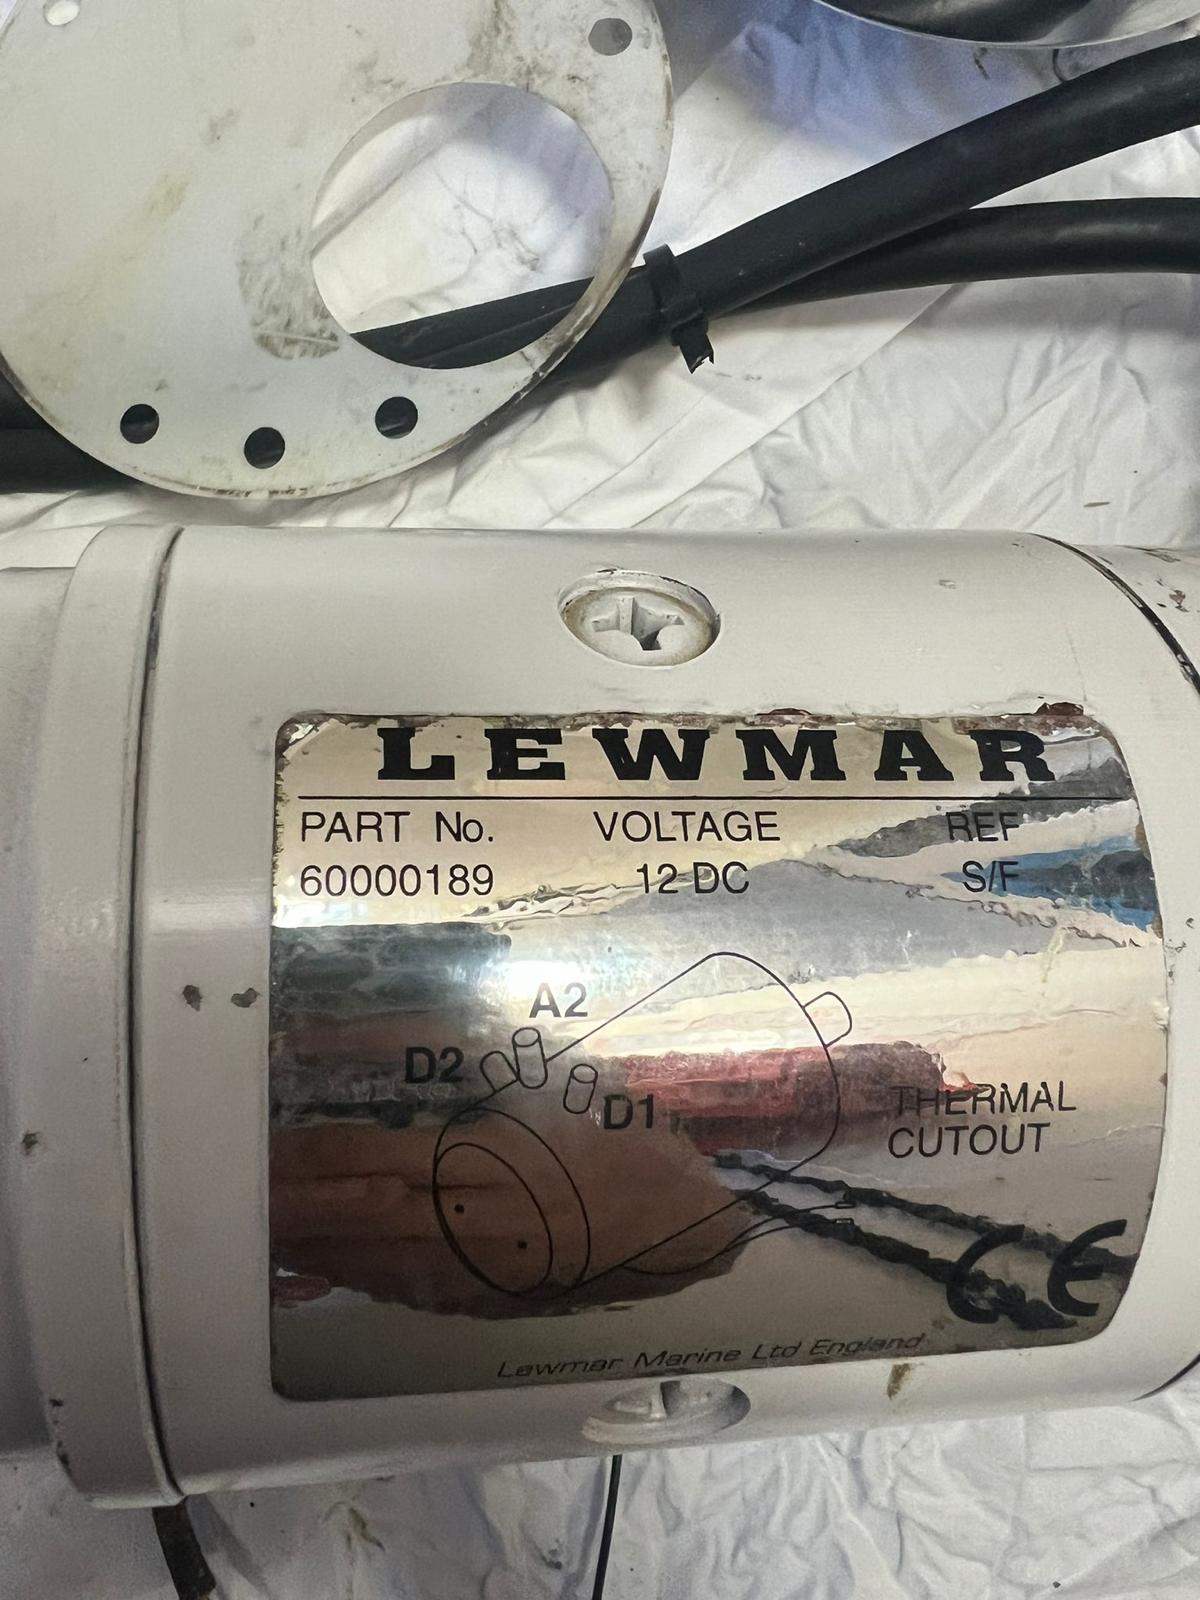 LEWMAR
PART No. VOLTAGE REF
60000189 12 DC S/F
A2
D2
D1
THERMAL
CUTOUT
CE
Lewmar Marine Ltd England